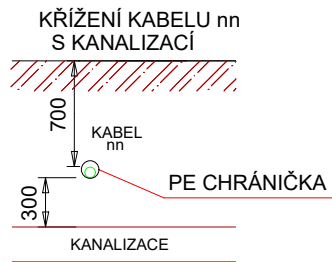 KŘÍŽENÍ KABELU nn
S KANALIZACÍ
700
KABEL
nn
PE CHRÁNIČKA
300
KANALIZACE